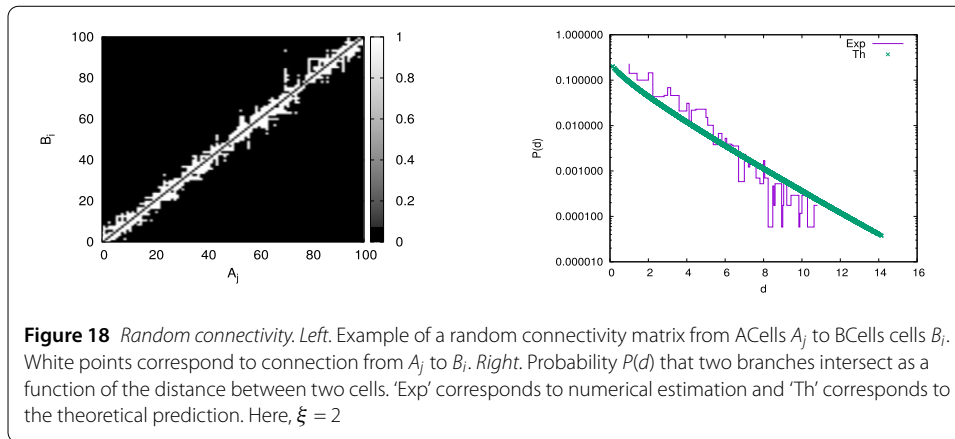 100
80
60
40
20
0
B_i
0 20 40 60 80 100
A_j
1
0.8
0.6
0.4
0.2
0
1.000000
0.100000
0.010000
0.001000
0.000100
0.000010
P(d)
Exp
Th
0 2 4 6 8 10 12 14 16
d
Figure 18 Random connectivity. Left. Example of a random connectivity matrix from ACells A_j to BCells cells B_i.
White points correspond to connection from A_j to B_i. Right. Probability P(d) that two branches intersect as a
function of the distance between two cells. ‘Exp’ corresponds to numerical estimation and ‘Th’ corresponds to
the theoretical prediction. Here, ξ = 2